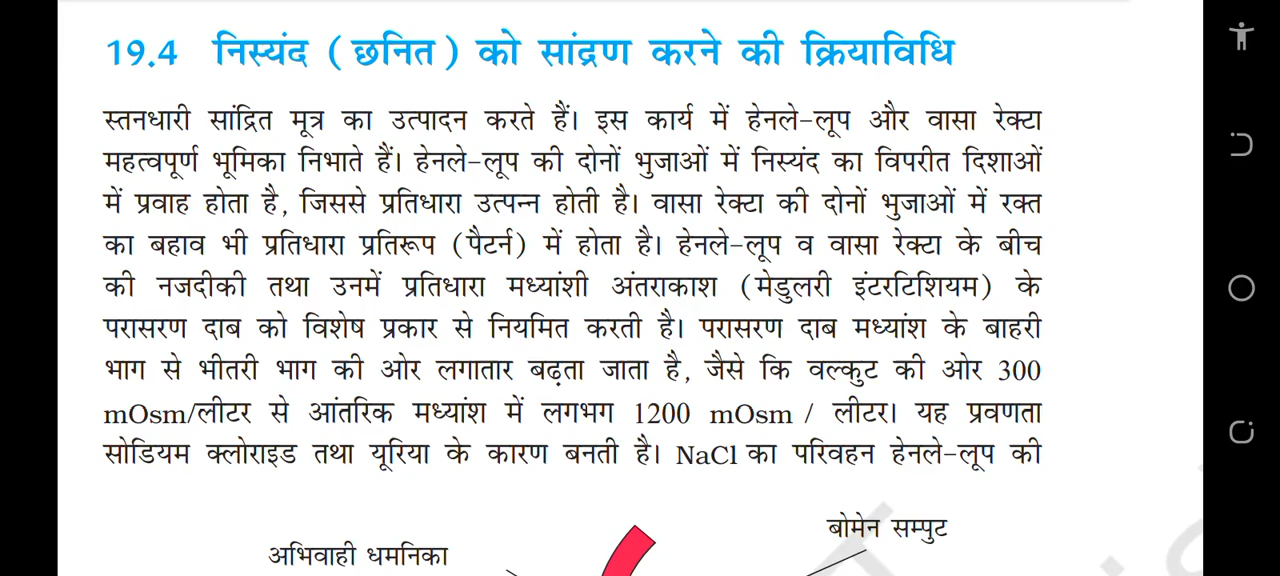 19.4 निस्यंद ( छनित ) को सांद्रण करने की क्रियाविधि
स्तनधारी सांद्रित मूत्र का उत्पादन करते हैं। इस कार्य में हेनले-लूप और वासा रेक्टा
महत्वपूर्ण भूमिका निभाते हैं। हेनले-लूप की दोनों भुजाओं में निस्यंद का विपरीत दिशाओं
में प्रवाह होता है, जिससे प्रतिधारा उत्पन्न होती है। वासा रेक्टा की दोनों भुजाओं में रक्त
का बहाव भी प्रतिधारा प्रतिरूप (पैटर्न) में होता है। हेनले-लूप व वासा रेक्टा के बीच
की नजदीकी तथा उनमें प्रतिधारा मध्यांशी अंतराकाश (मेडुलरी इंटरटिशियम) के
परासरण दाब को विशेष प्रकार से नियमित करती है। परासरण दाब मध्यांश के बाहरी
भाग से भीतरी भाग की ओर लगातार बढ़ता जाता है, जैसे कि वल्कुट की ओर 300
mOsm/लीटर से आंतरिक मध्यांश में लगभग 1200 mOsm / लीटर। यह प्रवणता
सोडियम क्लोराइड तथा यूरिया के कारण बनती है। NaCl का परिवहन हेनले-लूप की
बोमेन सम्पुट
अभिवाही धमनिका